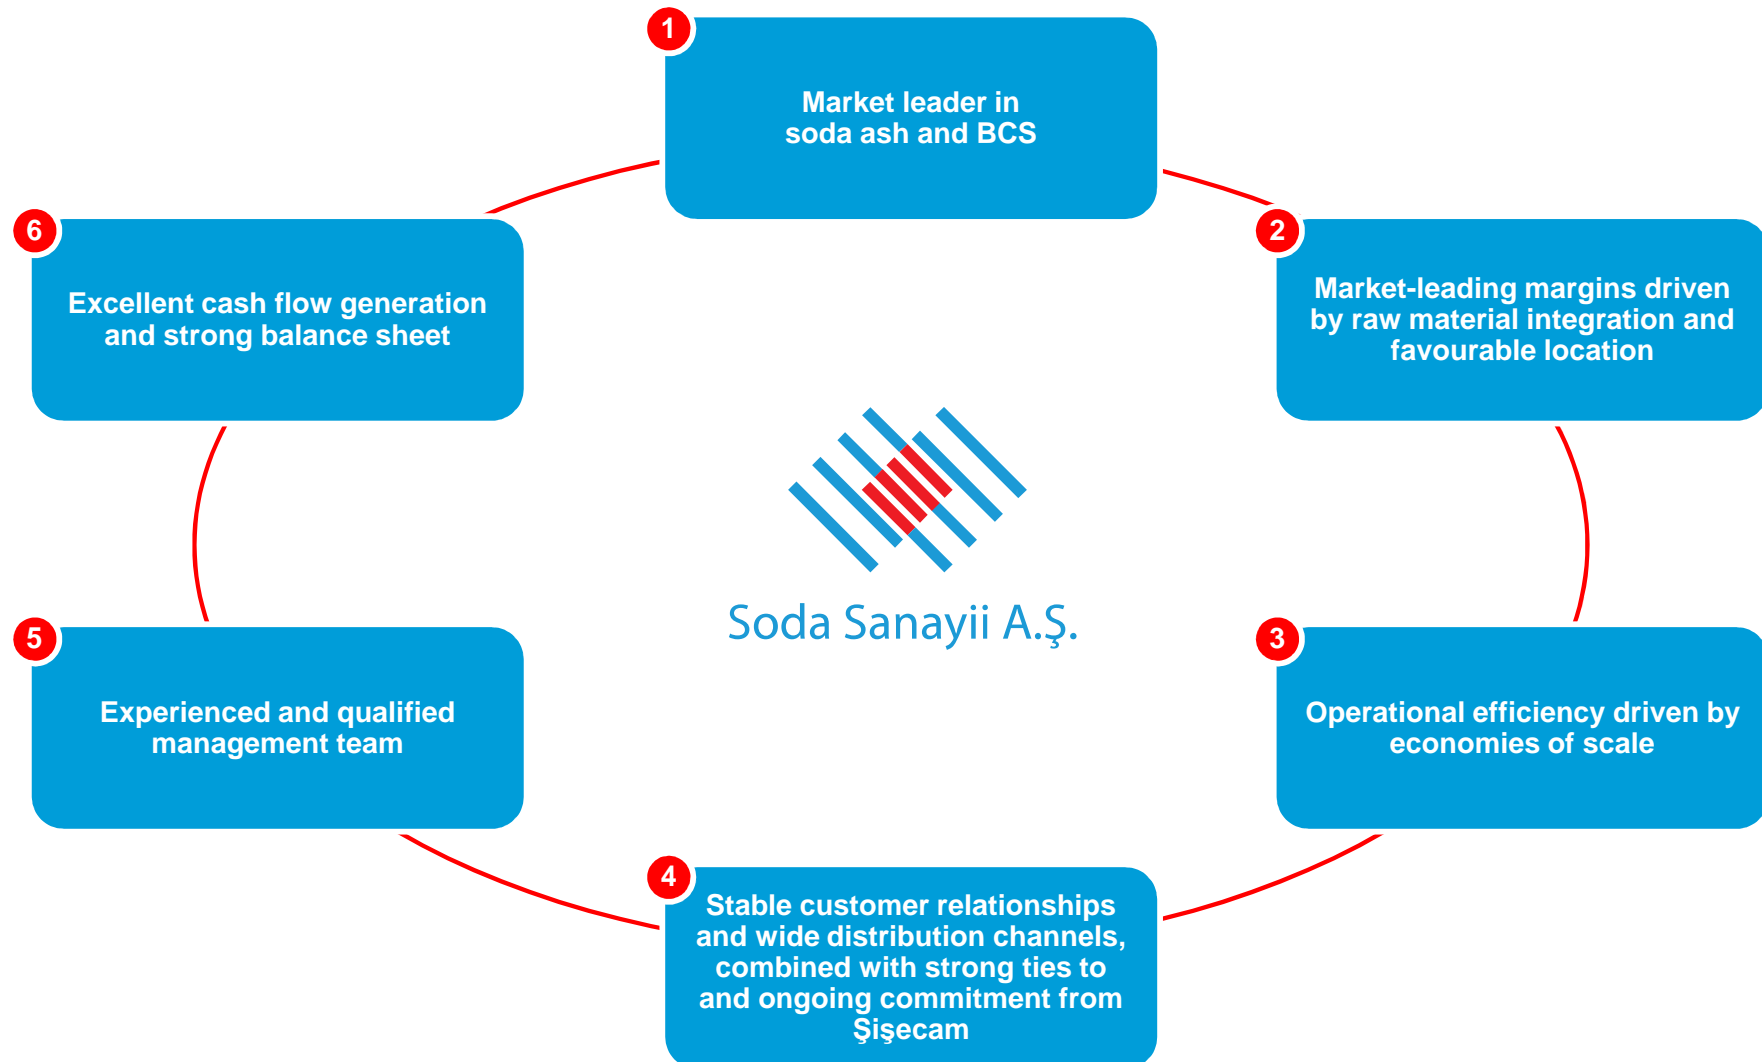 1
Market leader in
soda ash and BCS
2
Market-leading margins driven
by raw material integration and
favourable location
3
Operational efficiency driven by
economies of scale
4
Stable customer relationships
and wide distribution channels,
combined with strong ties to
and ongoing commitment from
Şişecam
5
Experienced and qualified
management team
6
Excellent cash flow generation
and strong balance sheet
Soda Sanayii A.Ş.